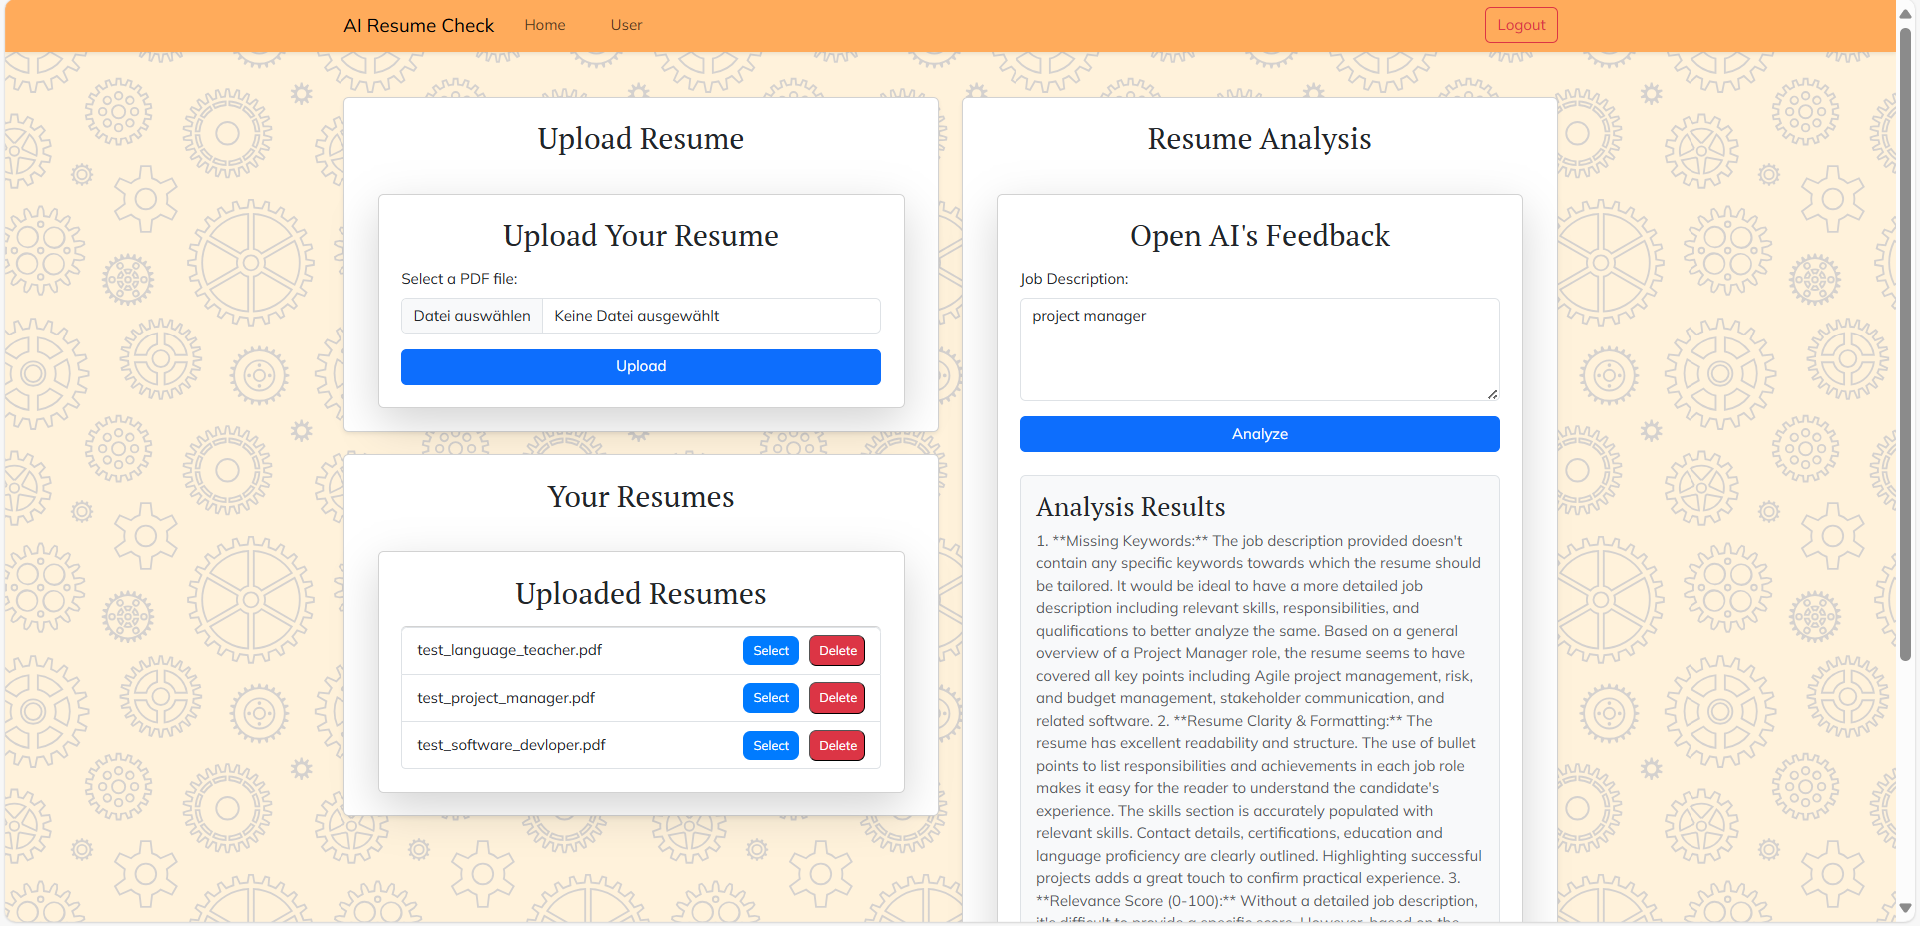 AI Resume Check Home User Logout
Upload Resume
Upload Your Resume
Select a PDF file:
Datei auswählen Keine Datei ausgewählt
Upload
Your Resumes
Uploaded Resumes
test_language_teacher.pdf Select Delete
test_project_manager.pdf Select Delete
test_software_devloper.pdf Select Delete
Resume Analysis
Open AI's Feedback
Job Description:
project manager
Analyze
Analysis Results
1. **Missing Keywords:** The job description provided doesn't
contain any specific keywords towards which the resume should
be tailored. It would be ideal to have a more detailed job
description including relevant skills, responsibilities, and
qualifications to better analyze the same. Based on a general
overview of a Project Manager role, the resume seems to have
covered all key points including Agile project management, risk,
and budget management, stakeholder communication, and
related software. 2. **Resume Clarity & Formatting:** The
resume has excellent readability and structure. The use of bullet
points to list responsibilities and achievements in each job role
makes it easy for the reader to understand the candidate's
experience. The skills section is accurately populated with
relevant skills. Contact details, certifications, education and
language proficiency are clearly outlined. Highlighting successful
projects adds a great touch to confirm practical experience. 3.
**Relevance Score (0-100):** Without a detailed job description,
it's difficult to provide a specific score. However, based on the